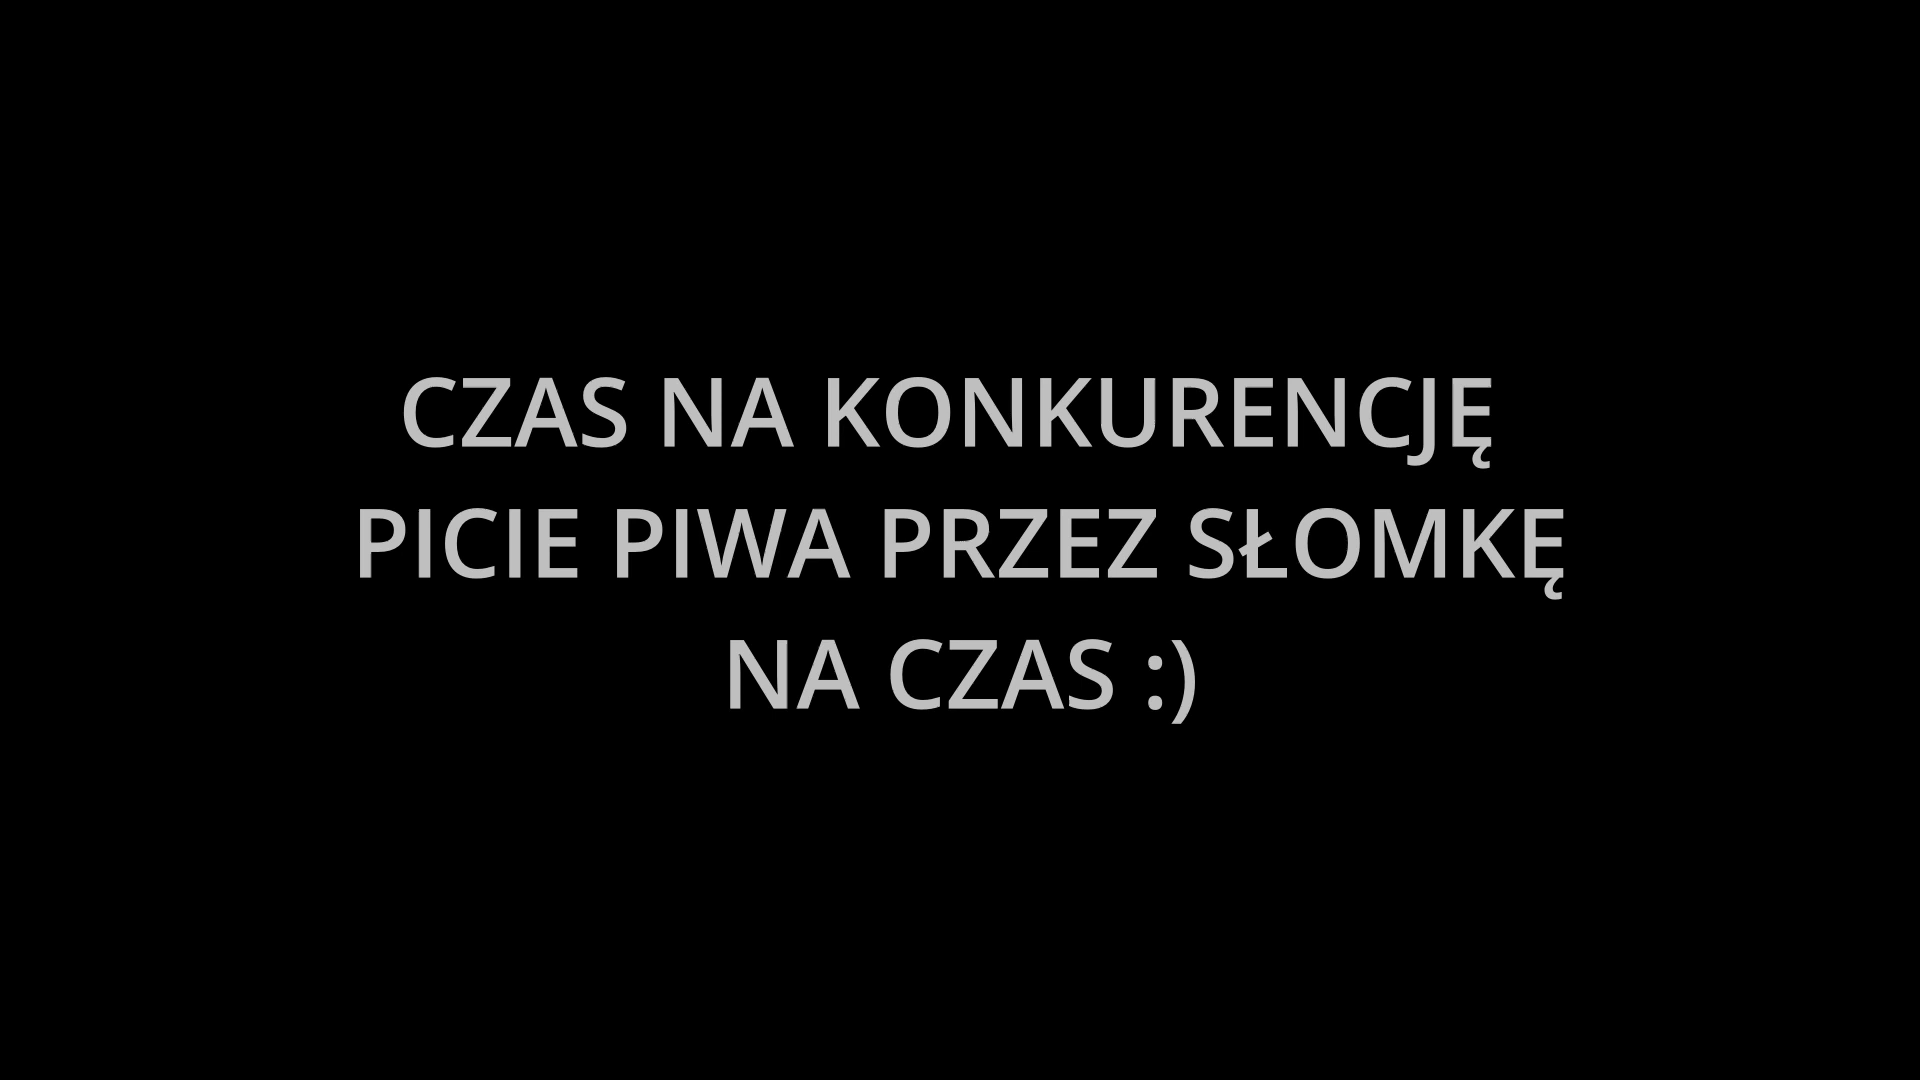 CZAS NA KONKURENCJĘ
PICIE PIWA PRZEZ SŁOMKĘ
NA CZAS :)